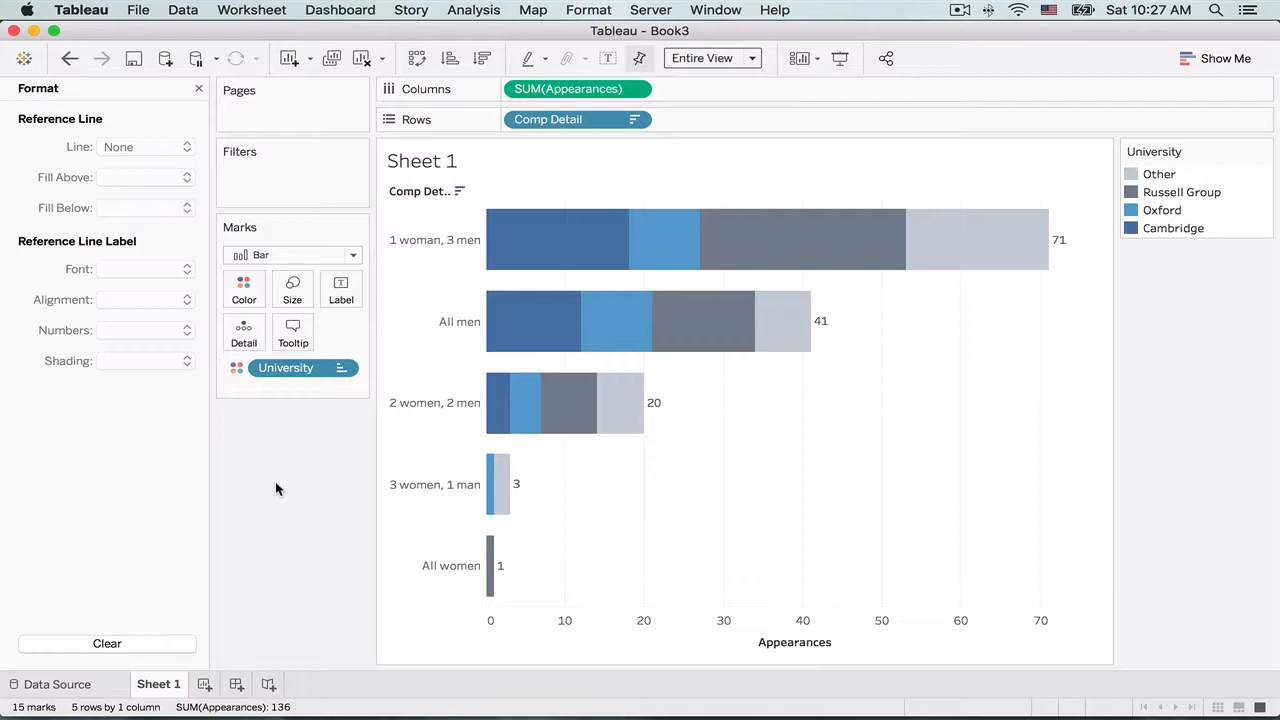 Tableau File Data Worksheet Dashboard Story Analysis Map Format Server Window Help Sat 10:27 AM
Tableau - Book3
Entire View Show Me
Format
Reference Line
Line: None
Fill Above:
Fill Below:
Reference Line Label
Font:
Alignment:
Numbers:
Shading:
Clear
Pages
Filters
Marks
Bar
Color Size Label
Detail Tooltip
University
Columns SUM(Appearances)
Rows Comp Detail
Sheet 1
Comp Det..
1 woman, 3 men 71
All men 41
2 women, 2 men 20
3 women, 1 man 3
All women 1
0 10 20 30 40 50 60 70
Appearances
University
Other
Russell Group
Oxford
Cambridge
Data Source Sheet 1
15 marks 5 rows by 1 column SUM(Appearances): 136